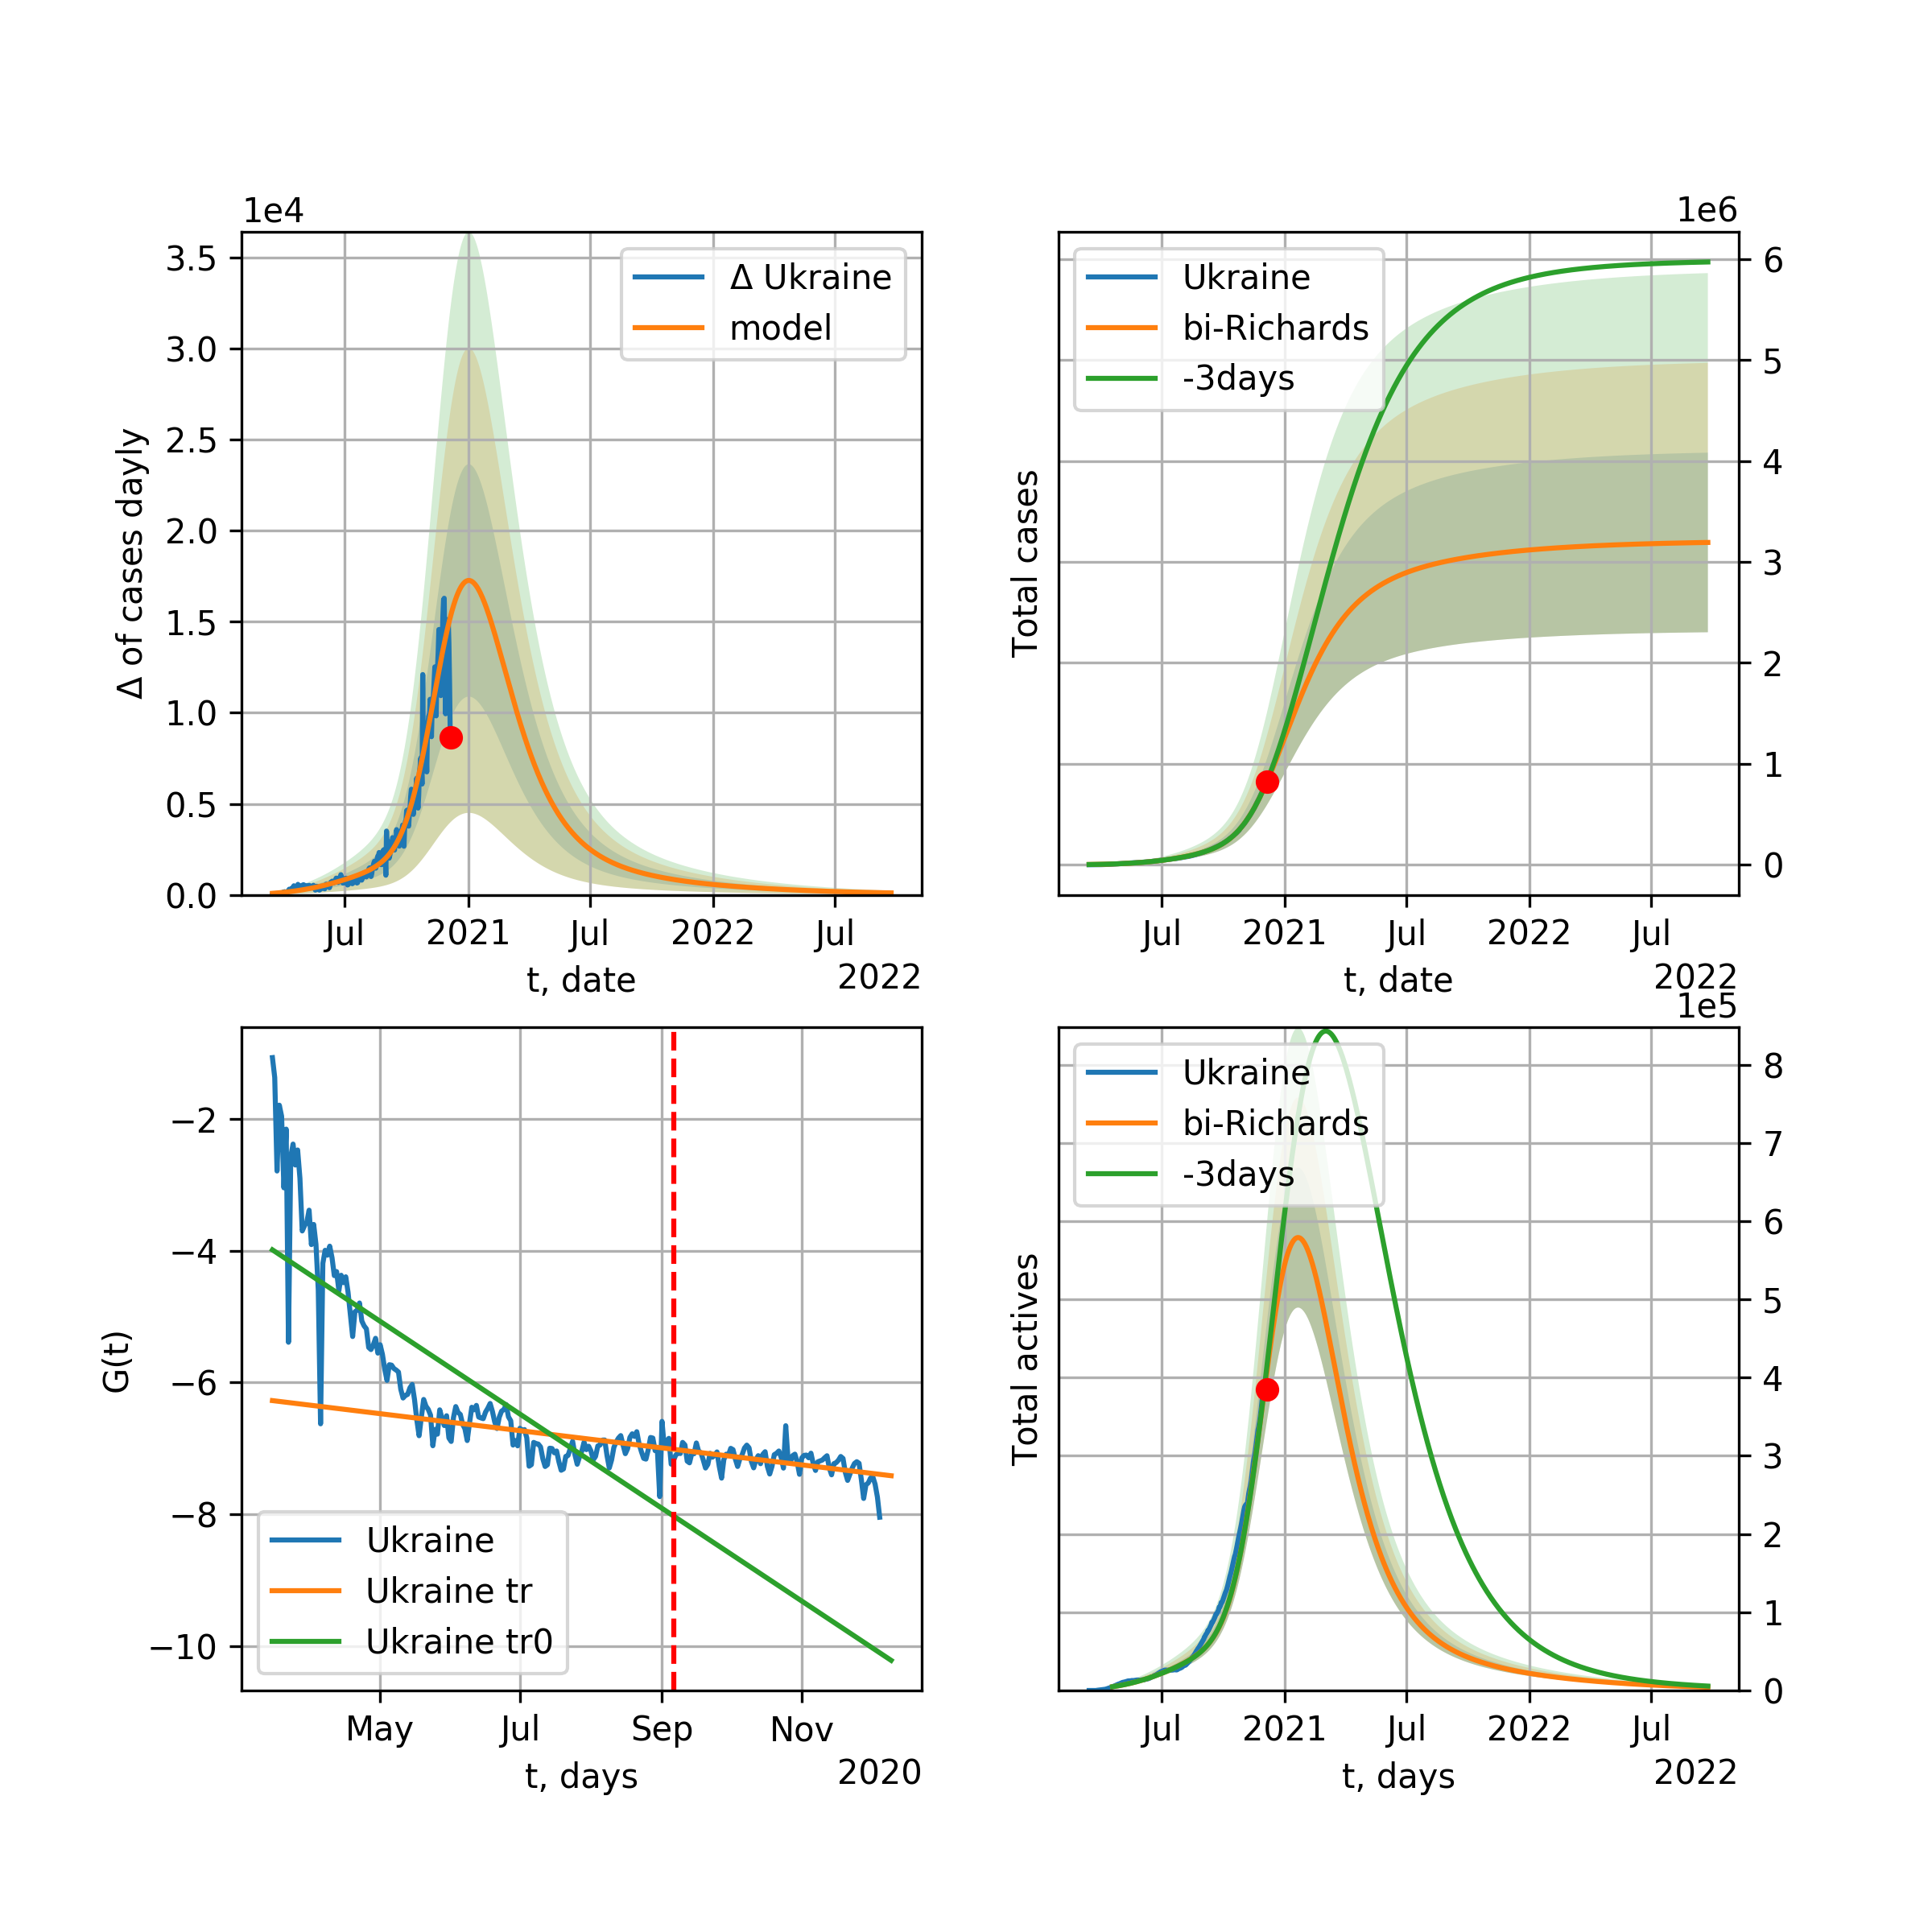 1e4
3.5
3.0
2.5
2.0
1.5
1.0
0.5
0.0
Δ of cases dayly
Δ Ukraine
model
Jul
2021
Jul
2022
Jul
t, date
2022
1e6
Ukraine
bi-Richards
-3days
Total cases
6
5
4
3
2
1
0
Jul
2021
Jul
2022
Jul
t, date
2022
−2
−4
−6
−8
−10
G(t)
Ukraine
Ukraine tr
Ukraine tr0
May
Jul
Sep
Nov
t, days
2020
1e5
Ukraine
bi-Richards
-3days
Total actives
8
7
6
5
4
3
2
1
0
Jul
2021
Jul
2022
Jul
t, days
2022